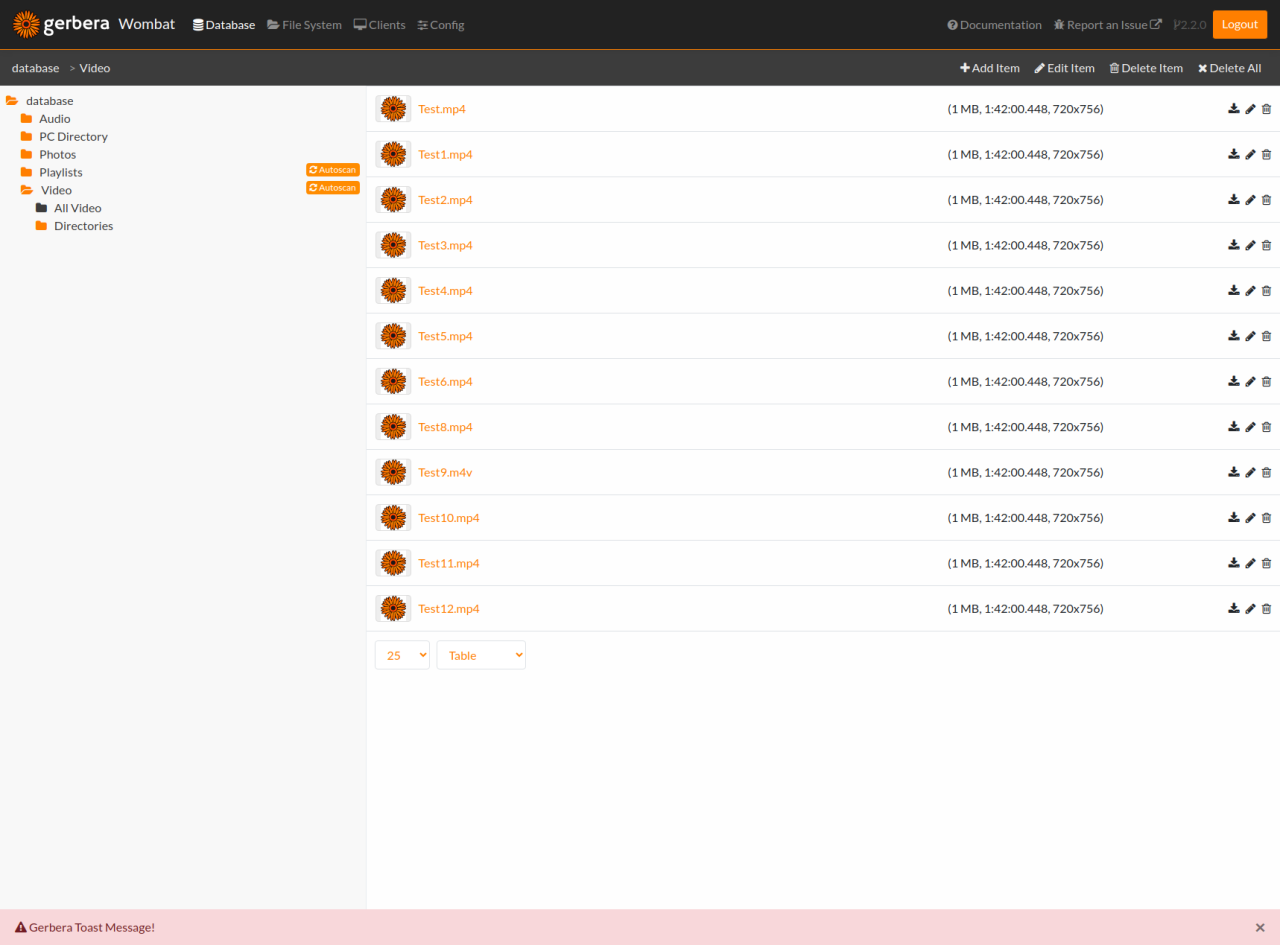 gerbera Wombat Database File System Clients Config Documentation Report an Issue 2.2.0 Logout
database > Video Add Item Edit Item Delete Item Delete All
database
Audio
PC Directory
Photos
Playlists Autoscan
Video Autoscan
All Video
Directories
Test.mp4 (1 MB, 1:42:00.448, 720x756)
Test1.mp4 (1 MB, 1:42:00.448, 720x756)
Test2.mp4 (1 MB, 1:42:00.448, 720x756)
Test3.mp4 (1 MB, 1:42:00.448, 720x756)
Test4.mp4 (1 MB, 1:42:00.448, 720x756)
Test5.mp4 (1 MB, 1:42:00.448, 720x756)
Test6.mp4 (1 MB, 1:42:00.448, 720x756)
Test8.mp4 (1 MB, 1:42:00.448, 720x756)
Test9.m4v (1 MB, 1:42:00.448, 720x756)
Test10.mp4 (1 MB, 1:42:00.448, 720x756)
Test11.mp4 (1 MB, 1:42:00.448, 720x756)
Test12.mp4 (1 MB, 1:42:00.448, 720x756)
25 Table
Gerbera Toast Message!